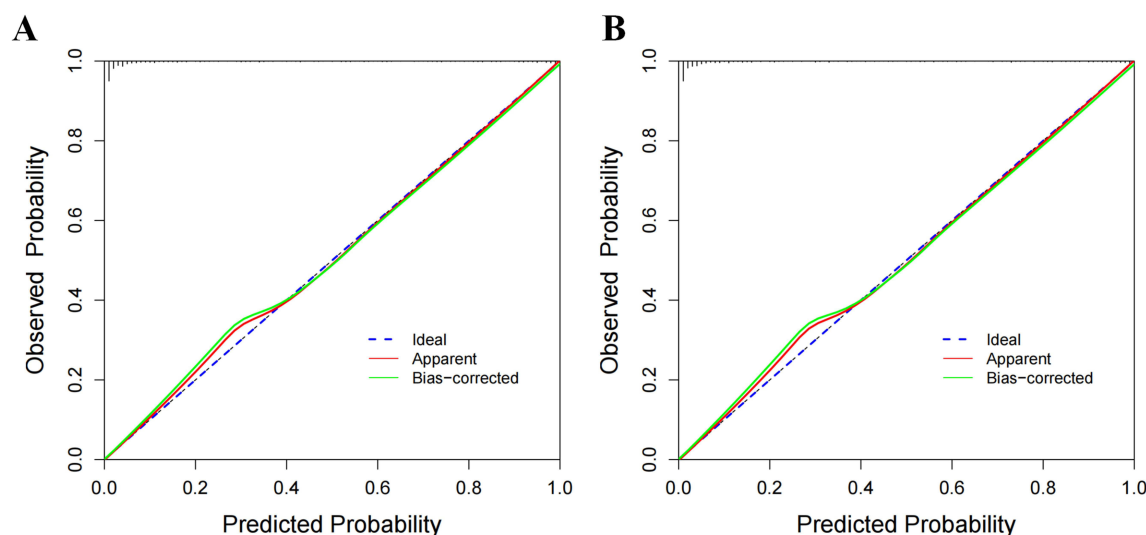 A
1.0
0.8
0.6
0.4
0.2
0.0
Observed Probability
Ideal
Apparent
Bias-corrected
0.0 0.2 0.4 0.6 0.8 1.0
Predicted Probability
B
1.0
0.8
0.6
0.4
0.2
0.0
Observed Probability
Ideal
Apparent
Bias-corrected
0.0 0.2 0.4 0.6 0.8 1.0
Predicted Probability